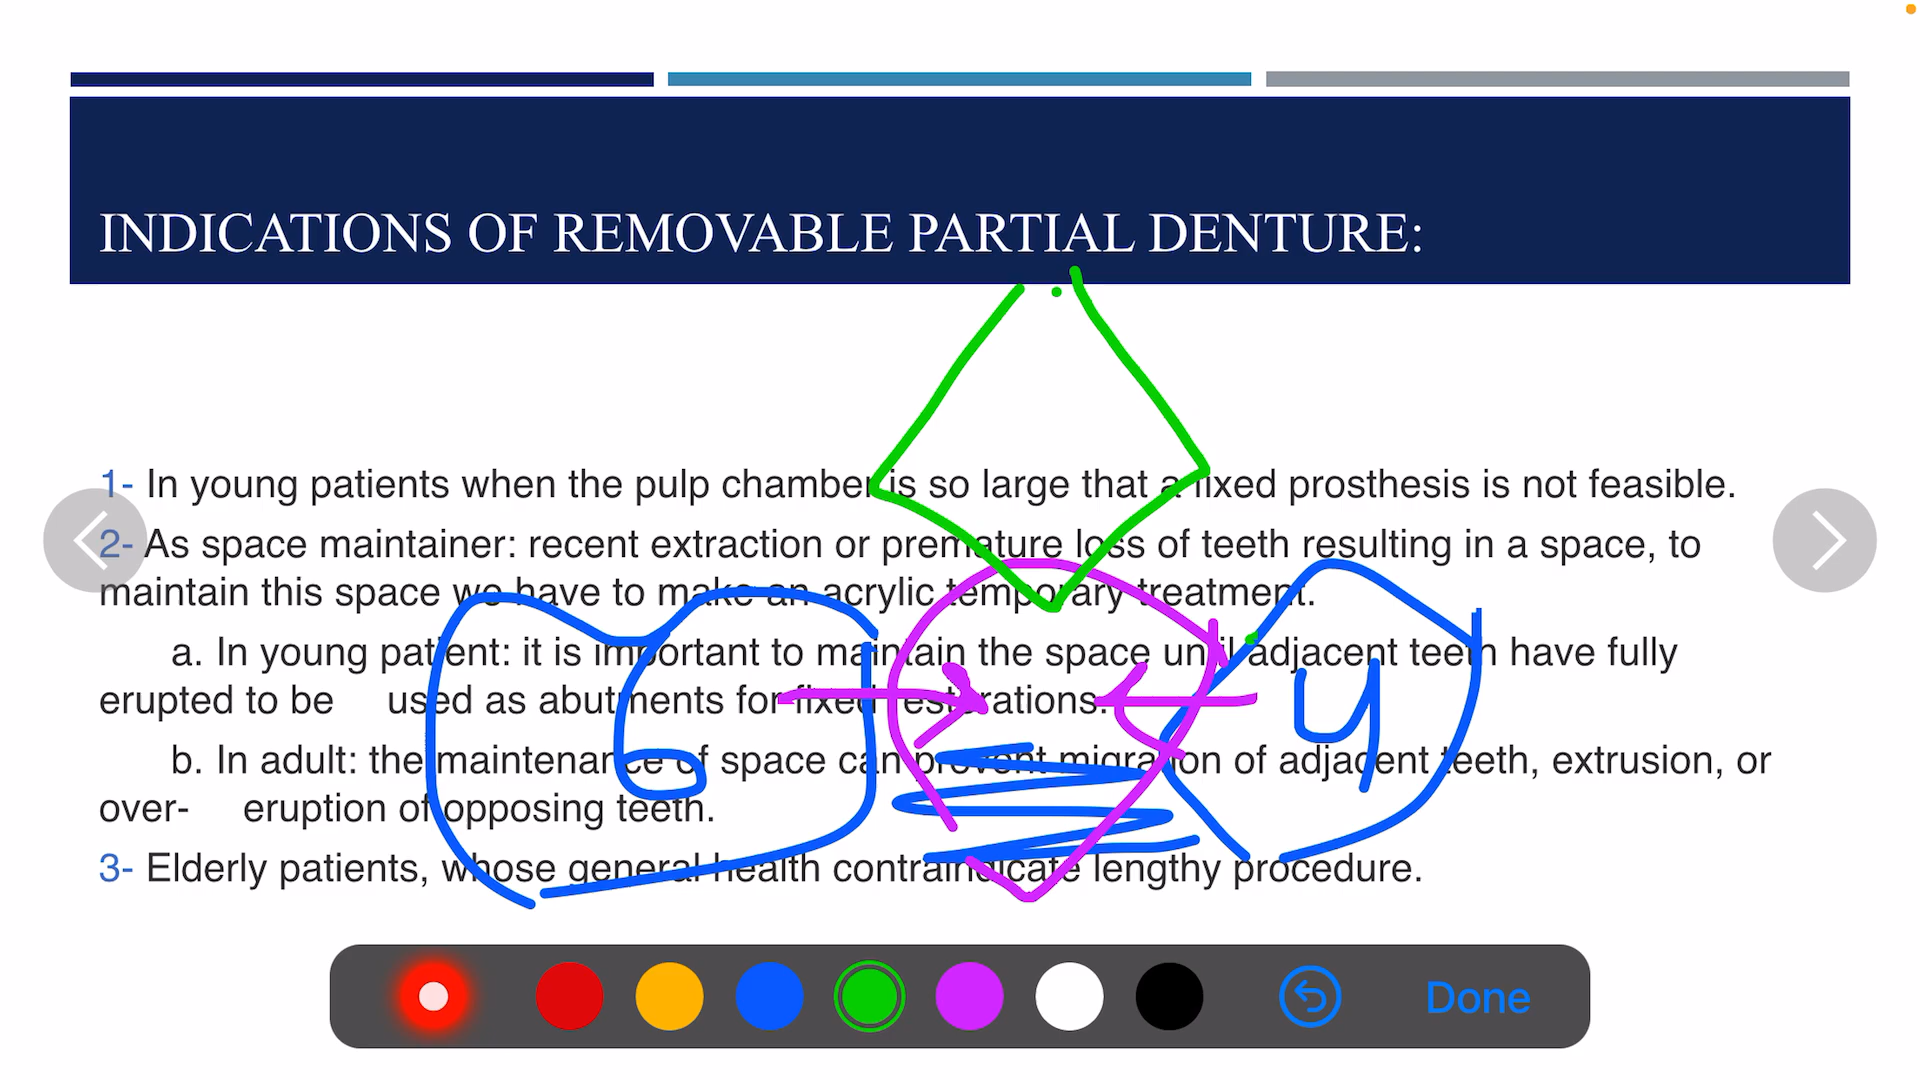 INDICATIONS OF REMOVABLE PARTIAL DENTURE:
1- In young patients when the pulp chamber is so large that a fixed prosthesis is not feasible.
2- As space maintainer: recent extraction or premature loss of teeth resulting in a space, to
maintain this space we have to make an acrylic temporary treatment.
a. In young patient: it is important to maintain the space until adjacent teeth have fully
erupted to be used as abutments for fixed restorations.
b. In adult: the maintenance of space can prevent migration of adjacent teeth, extrusion, or
over- eruption of opposing teeth.
3- Elderly patients, whose general health contraindicate lengthy procedure.
6 4
Done